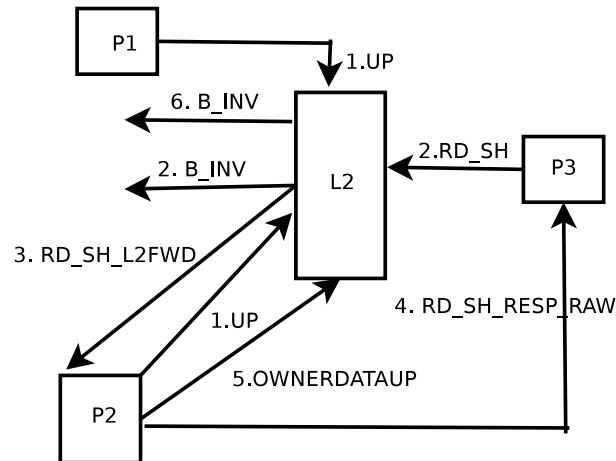 P1
1.UP
6. B_INV
2.RD_SH
P3
2. B_INV
L2
3. RD_SH_L2FWD
4. RD_SH_RESP_RAW
1.UP
5.OWNERDATAUP
P2